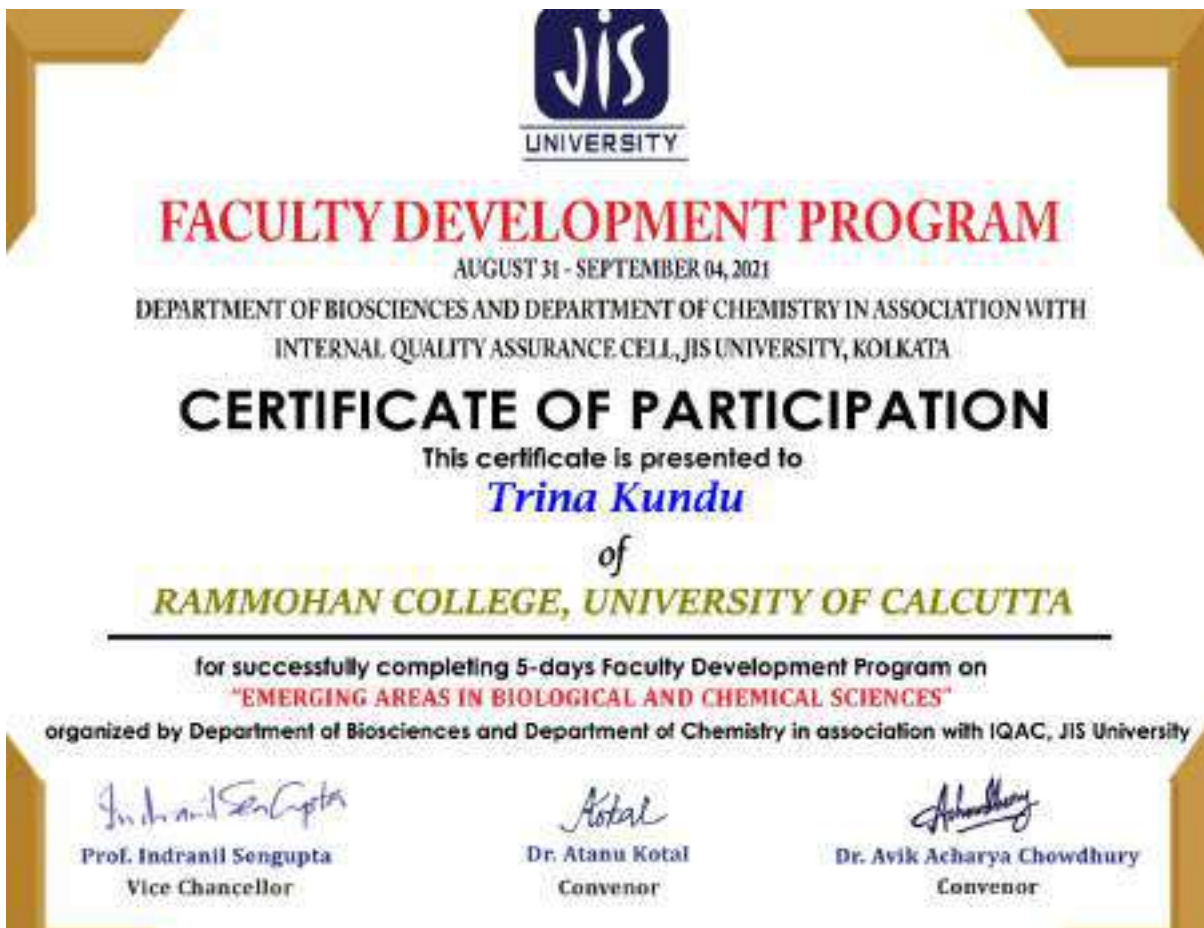 JIS
UNIVERSITY
FACULTY DEVELOPMENT PROGRAM
AUGUST 31 - SEPTEMBER 04, 2021
DEPARTMENT OF BIOSCIENCES AND DEPARTMENT OF CHEMISTRY IN ASSOCIATION WITH
INTERNAL QUALITY ASSURANCE CELL, JIS UNIVERSITY, KOLKATA
CERTIFICATE OF PARTICIPATION
This certificate is presented to
Trina Kundu
of
RAMMOHAN COLLEGE, UNIVERSITY OF CALCUTTA
for successfully completing 5-days Faculty Development Program on
"EMERGING AREAS IN BIOLOGICAL AND CHEMICAL SCIENCES"
organized by Department of Biosciences and Department of Chemistry in association with IQAC, JIS University
Indranil SenGupta AKotal AChowdhury
Prof. Indranil Sengupta Dr. Atanu Kotal Dr. Avik Acharya Chowdhury
Vice Chancellor Convenor Convenor